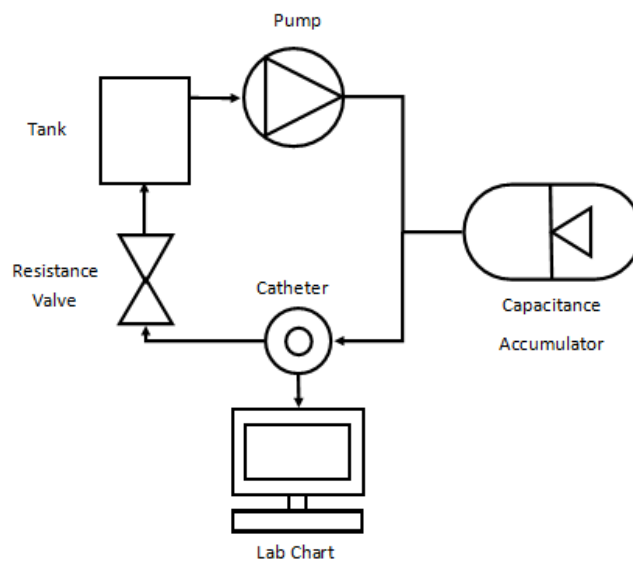 Pump
Tank
Resistance
Valve
Catheter
Capacitance
Accumulator
Lab Chart